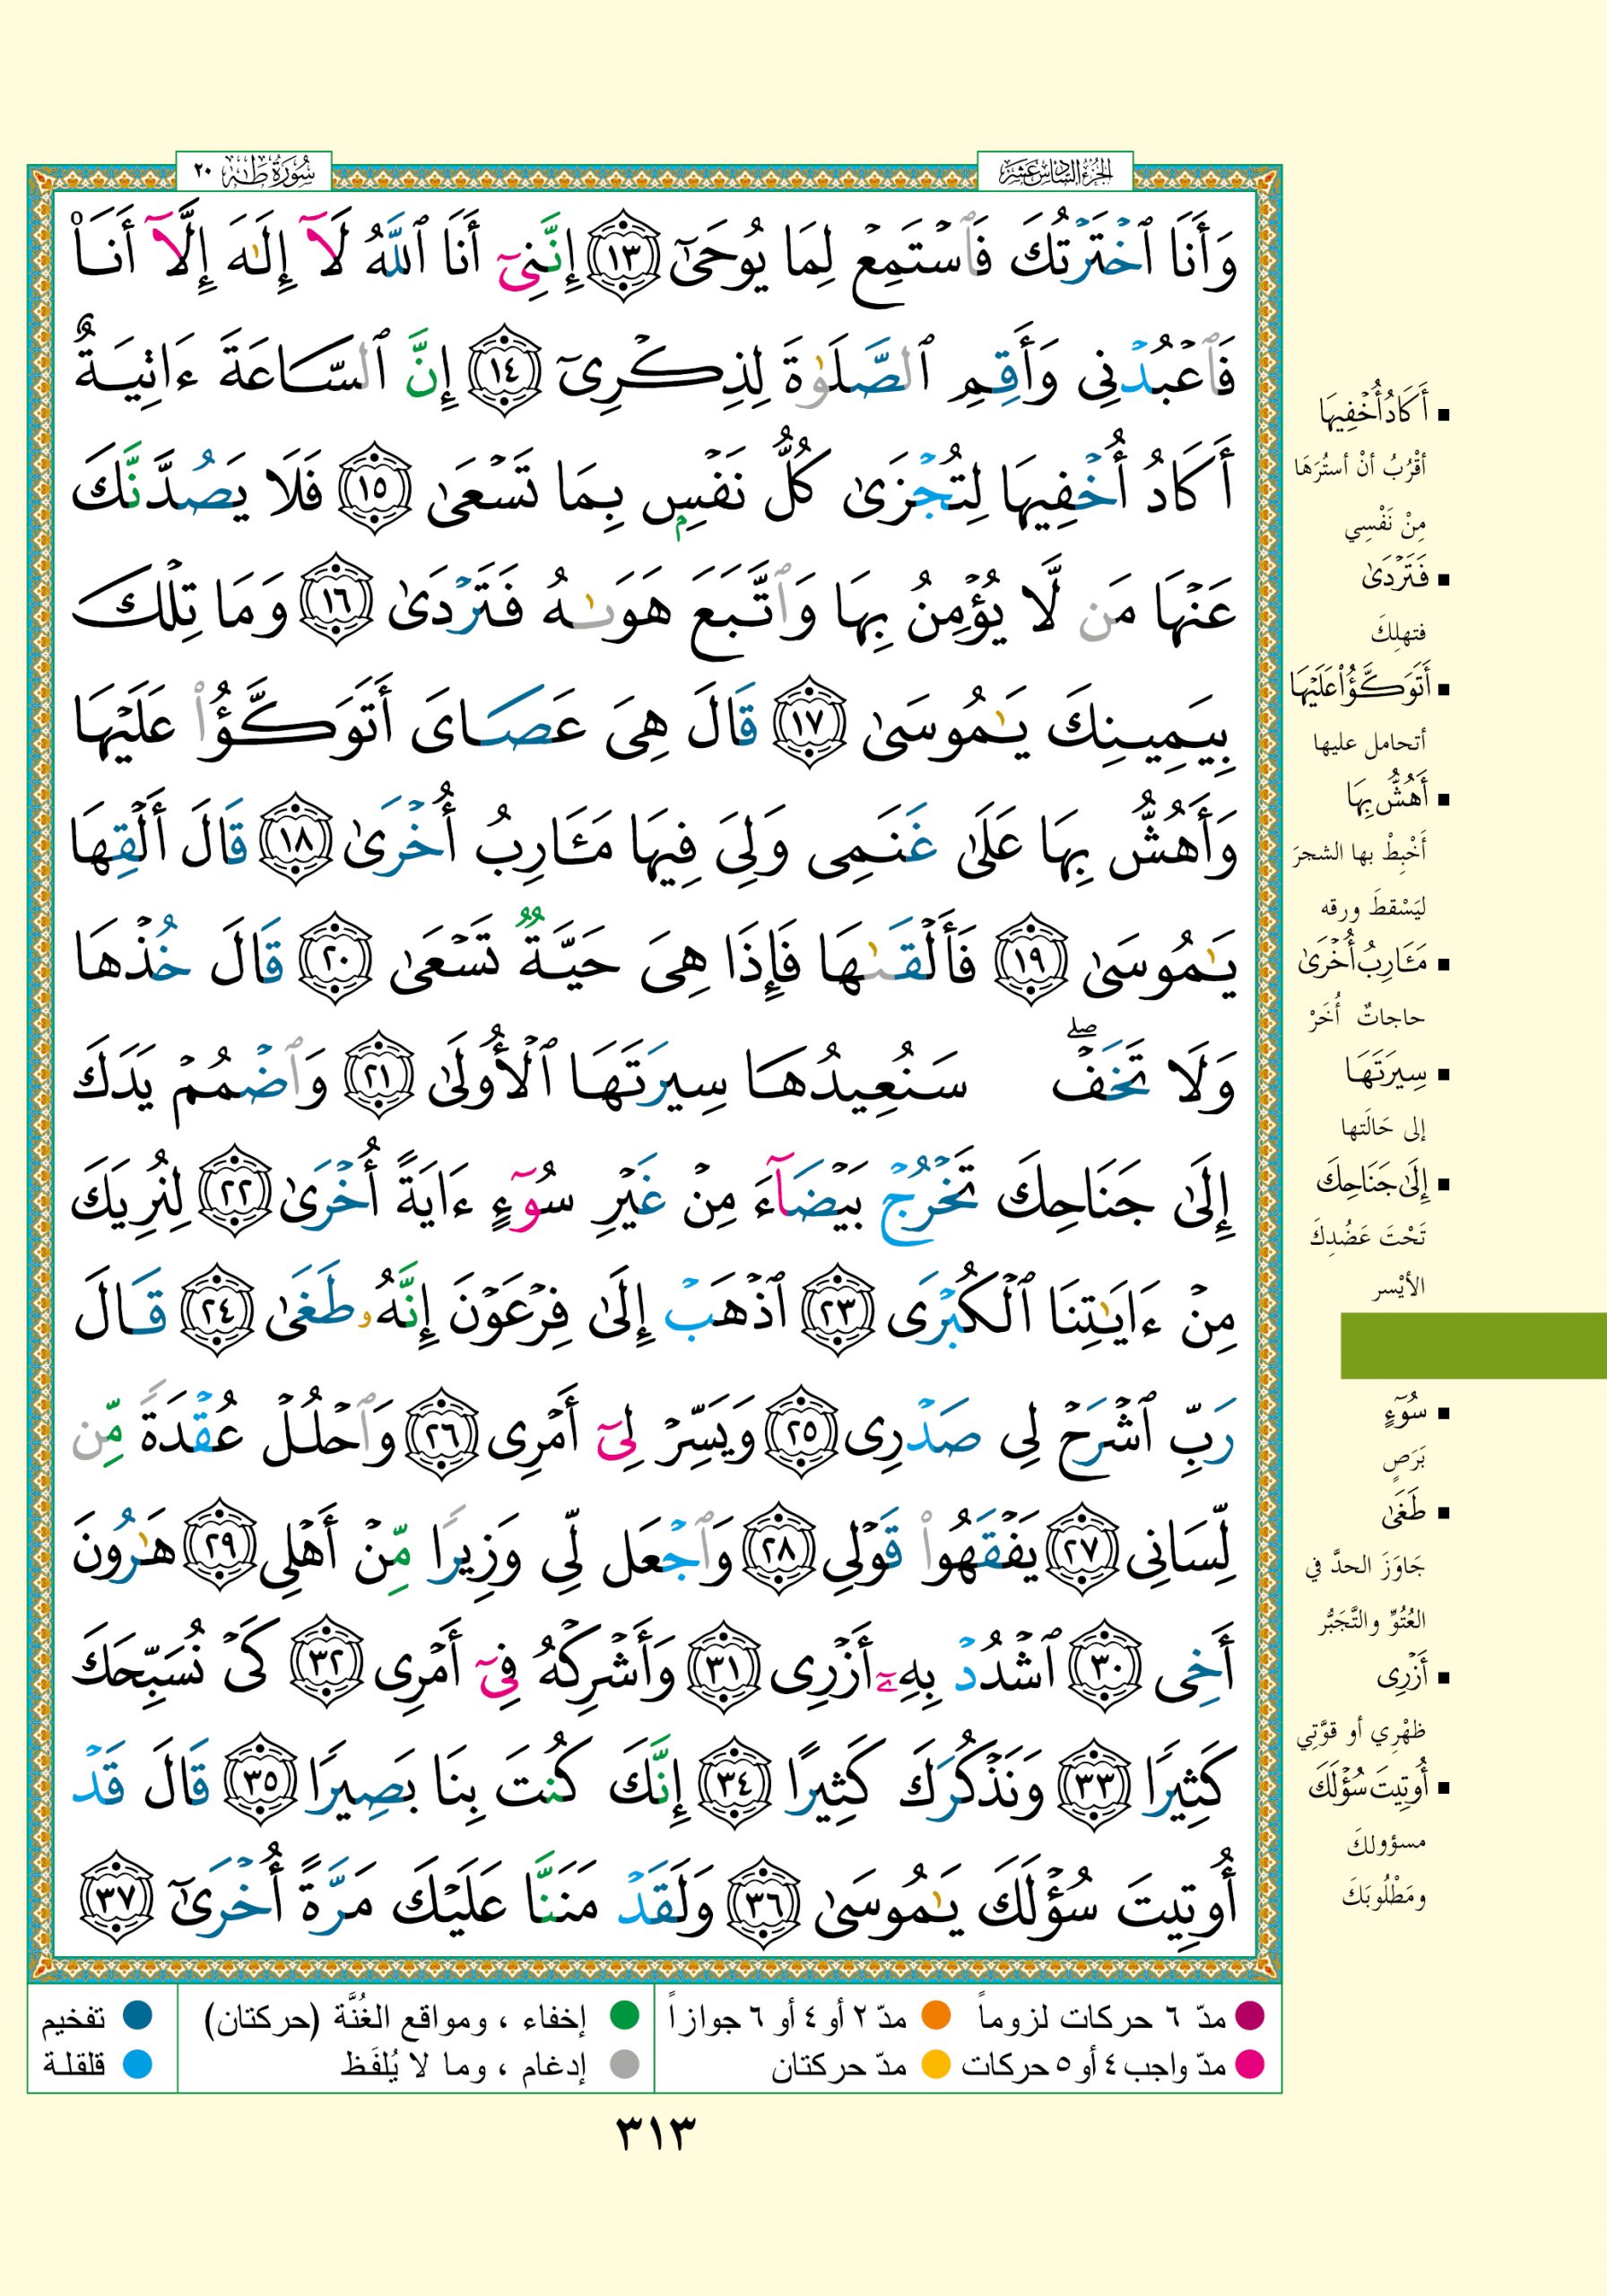 الجزء السادس عشر
سورة طه ٢٠
وَأَنَا ٱخْتَرْتُكَ فَٱسْتَمِعْ لِمَا يُوحَىٰٓ ١٣ إِنَّنِىٓ أَنَا ٱللَّهُ لَآ إِلَٰهَ إِلَّآ أَنَا۠
فَٱعْبُدْنِى وَأَقِمِ ٱلصَّلَوٰةَ لِذِكْرِىٓ ١٤ إِنَّ ٱلسَّاعَةَ ءَاتِيَةٌ
أَكَادُ أُخْفِيهَا لِتُجْزَىٰ كُلُّ نَفْسٍۭ بِمَا تَسْعَىٰ ١٥ فَلَا يَصُدَّنَّكَ
عَنْهَا مَن لَّا يُؤْمِنُ بِهَا وَٱتَّبَعَ هَوَىٰهُ فَتَرْدَىٰ ١٦ وَمَا تِلْكَ
بِيَمِينِكَ يَٰمُوسَىٰ ١٧ قَالَ هِىَ عَصَاىَ أَتَوَكَّؤُا۟ عَلَيْهَا
وَأَهُشُّ بِهَا عَلَىٰ غَنَمِى وَلِىَ فِيهَا مَـَٔارِبُ أُخْرَىٰ ١٨ قَالَ أَلْقِهَا
يَٰمُوسَىٰ ١٩ فَأَلْقَىٰهَا فَإِذَا هِىَ حَيَّةٌ تَسْعَىٰ ٢٠ قَالَ خُذْهَا
وَلَا تَخَفْ ۖ سَنُعِيدُهَا سِيرَتَهَا ٱلْأُولَىٰ ٢١ وَٱضْمُمْ يَدَكَ
إِلَىٰ جَنَاحِكَ تَخْرُجْ بَيْضَآءَ مِنْ غَيْرِ سُوٓءٍ ءَايَةً أُخْرَىٰ ٢٢ لِنُرِيَكَ
مِنْ ءَايَٰتِنَا ٱلْكُبْرَى ٢٣ ٱذْهَبْ إِلَىٰ فِرْعَوْنَ إِنَّهُۥ طَغَىٰ ٢٤ قَالَ
رَبِّ ٱشْرَحْ لِى صَدْرِى ٢٥ وَيَسِّرْ لِىٓ أَمْرِى ٢٦ وَٱحْلُلْ عُقْدَةً مِّن
لِّسَانِى ٢٧ يَفْقَهُوا۟ قَوْلِى ٢٨ وَٱجْعَل لِّى وَزِيرًا مِّنْ أَهْلِى ٢٩ هَٰرُونَ
أَخِى ٣٠ ٱشْدُدْ بِهِۦٓ أَزْرِى ٣١ وَأَشْرِكْهُ فِىٓ أَمْرِى ٣٢ كَىْ نُسَبِّحَكَ
كَثِيرًا ٣٣ وَنَذْكُرَكَ كَثِيرًا ٣٤ إِنَّكَ كُنتَ بِنَا بَصِيرًا ٣٥ قَالَ قَدْ
أُوتِيتَ سُؤْلَكَ يَٰمُوسَىٰ ٣٦ وَلَقَدْ مَنَنَّا عَلَيْكَ مَرَّةً أُخْرَىٰٓ ٣٧
أَكَادُ أُخْفِيهَا
أقْرُبُ أنْ أستُرَهَا
مِنْ نَفْسِي
فَتَرْدَىٰ
فتهلِكَ
أَتَوَكَّؤُا۟ عَلَيْهَا
أتحامل عليها
أَهُشُّ بِهَا
أَخْبِطْ بها الشجرَ
ليَسْقطَ ورقه
مَـَٔارِبُ أُخْرَىٰ
حاجاتٌ أُخَرْ
سِيرَتَهَا
إلى حَالَتها
إِلَىٰ جَنَاحِكَ
تَحْتَ عَضُدِكَ
الأيْسر
سُوٓءٍ
بَرَصٍ
طَغَىٰ
جَاوَزَ الحدَّ في
العُتُوِّ والتَّجَبُّر
أَزْرِى
ظهْرِي أو قوَّتِي
أُوتِيتَ سُؤْلَكَ
مسؤولكَ
ومَطْلُوبَكَ
مدّ ٦ حركات لزوماً مدّ ٢ أو ٤ أو ٦ جوازاً إخفاء ، ومواقع الغُنَّة (حركتان) تفخيم
مدّ واجب ٤ أو ٥ حركات مدّ حركتان إدغام ، وما لا يُلفَظ قلقلة
٣١٣